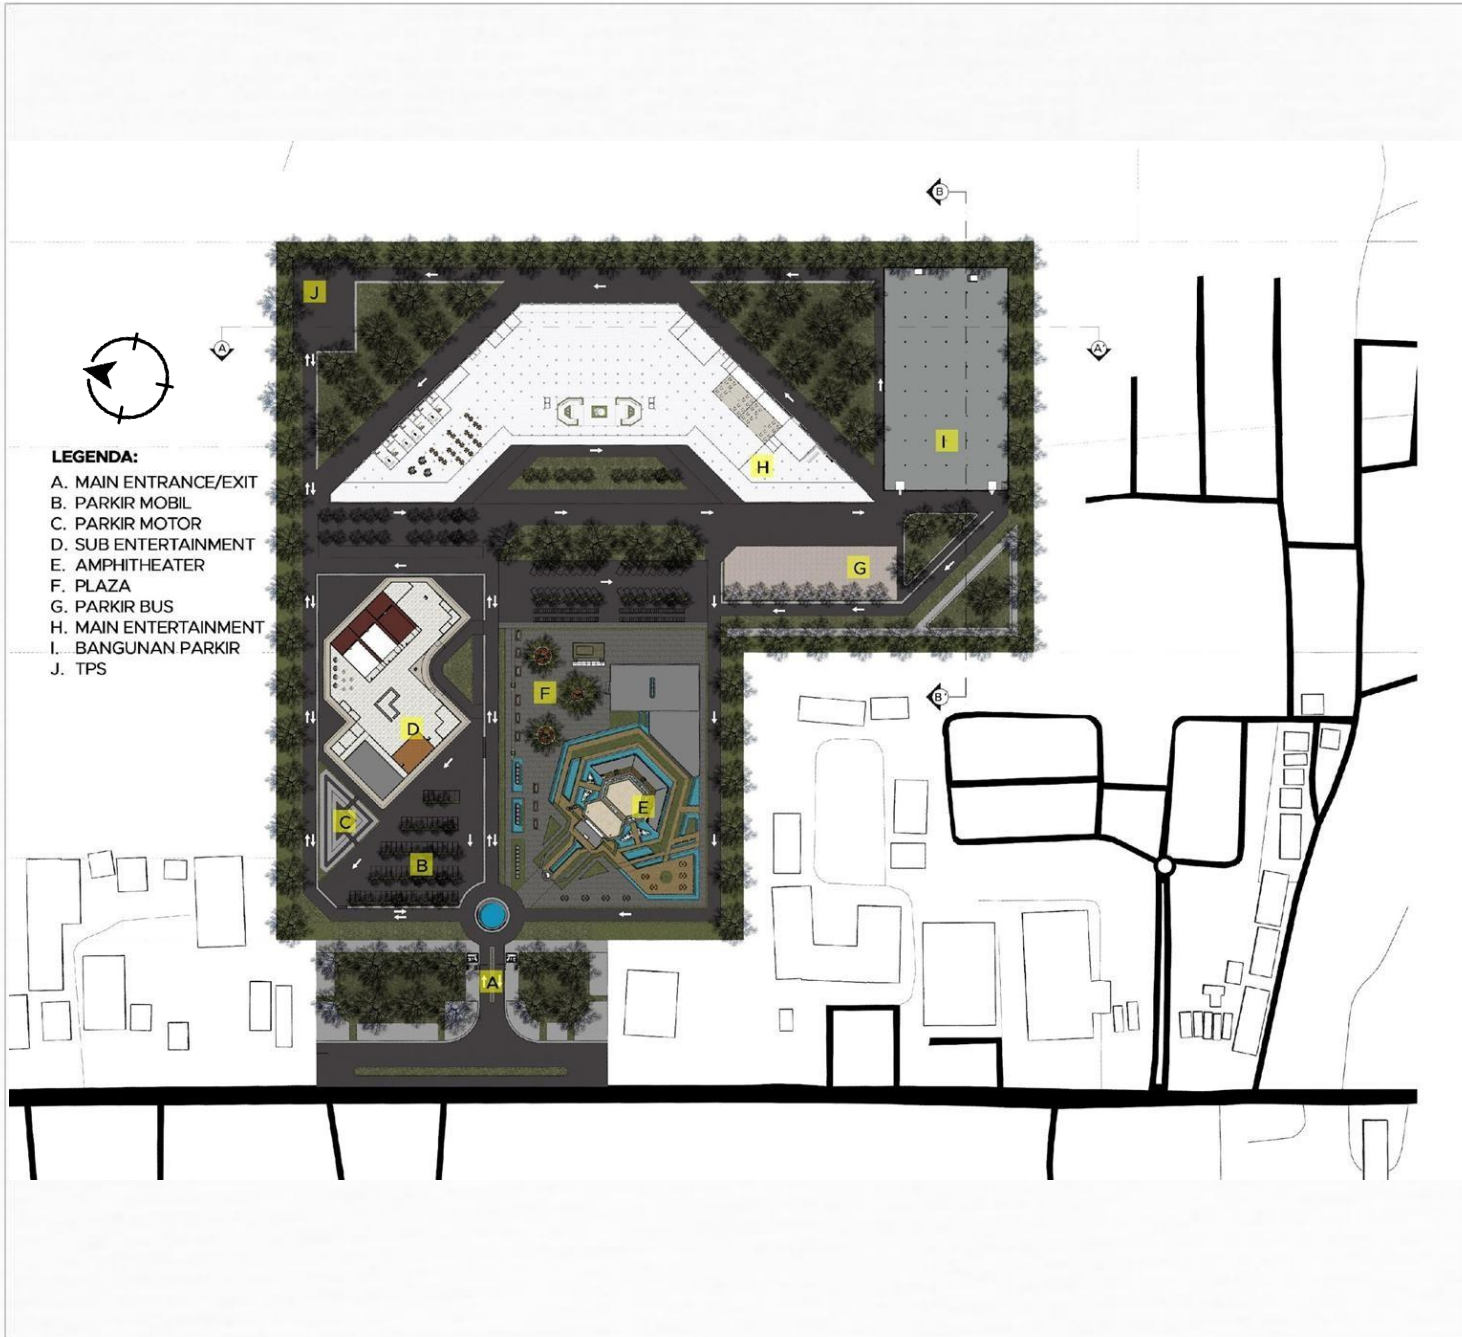 B
J
A
A'
I
LEGENDA:
A. MAIN ENTRANCE/EXIT
B. PARKIR MOBIL
C. PARKIR MOTOR
D. SUB ENTERTAINMENT
E. AMPHITHEATER
F. PLAZA
G. PARKIR BUS
H. MAIN ENTERTAINMENT
I. BANGUNAN PARKIR
J. TPS
H
G
F
B'
D
E
C
B
A